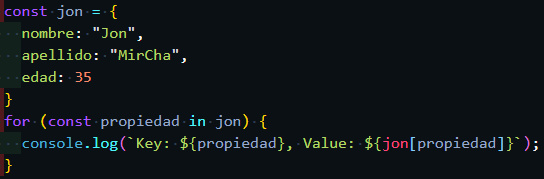 const jon = {
  nombre: "Jon",
  apellido: "MirCha",
  edad: 35
}
for (const propiedad in jon) {
  console.log(`Key: ${propiedad}, Value: ${jon[propiedad]}`);
}